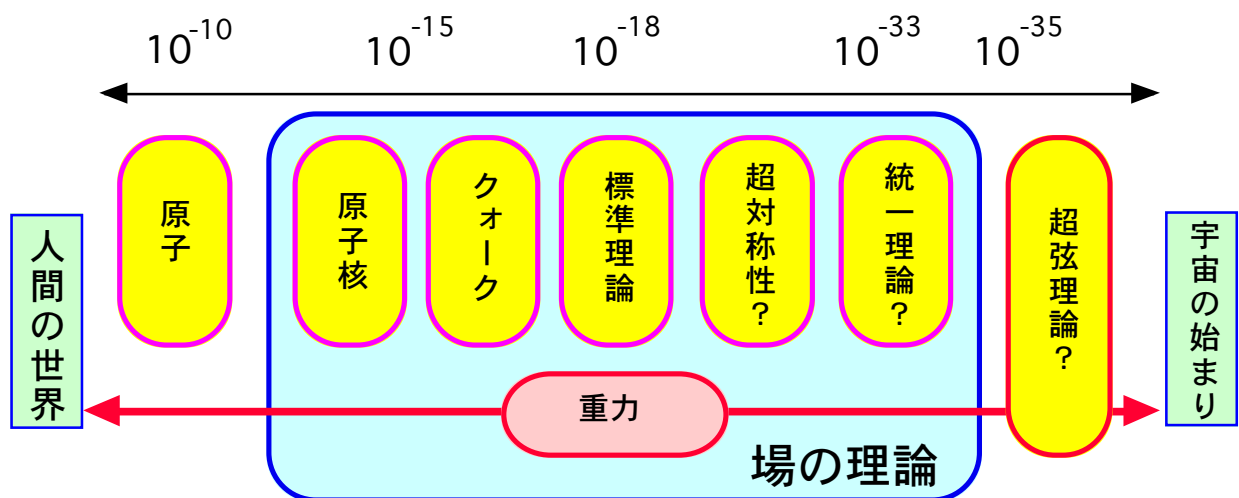 10⁻¹⁰ 10⁻¹⁵ 10⁻¹⁸ 10⁻³³ 10⁻³⁵
人間の世界
原子
原子核
クォーク
標準理論
超対称性?
統一理論?
超弦理論?
宇宙の始まり
重力
場の理論